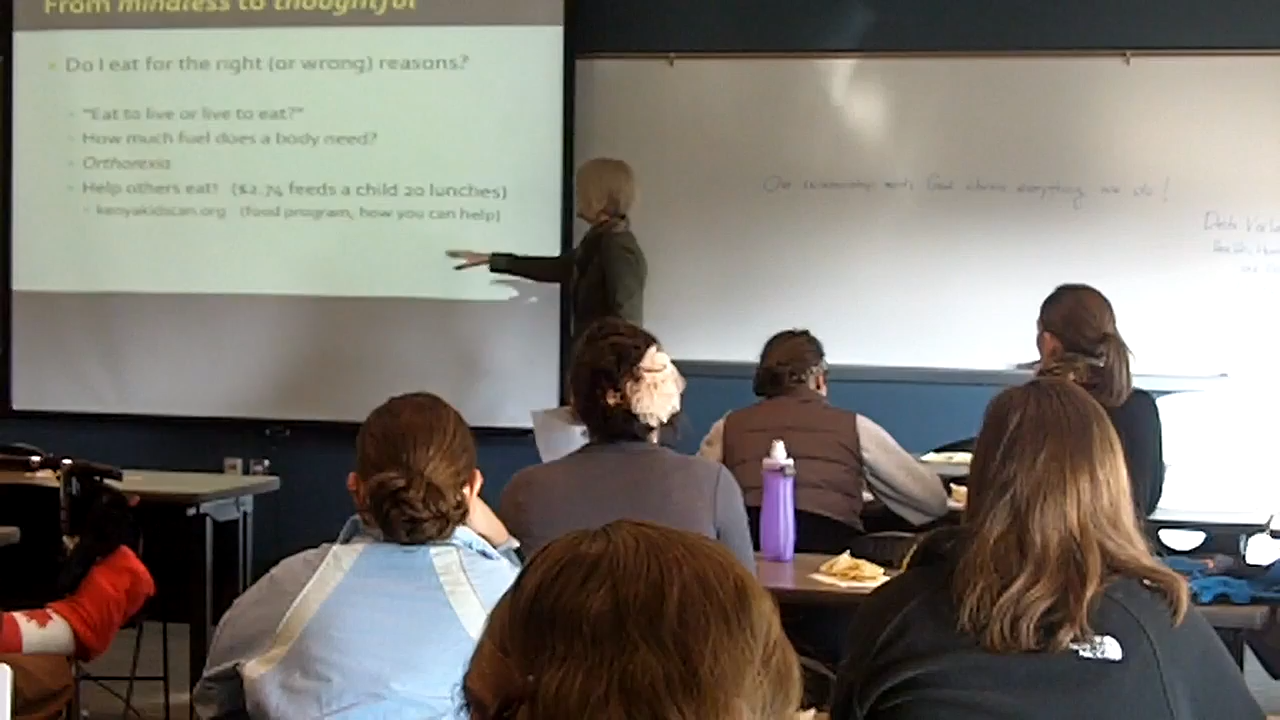 From mindless to thoughtful
Do I eat for the right (or wrong) reasons?
"Eat to live or live to eat?"
How much fuel does a body need?
Orthorexia
Help others eat! ($2.74 feeds a child 20 lunches)
kenyakidscan.org (food program, how you can help)
Our relationship with God drives everything we do!